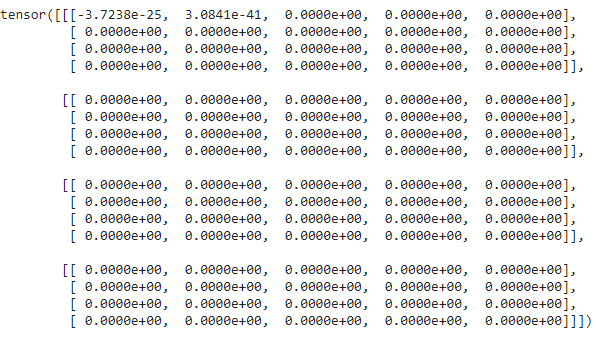 tensor([[[-3.7238e-25,  3.0841e-41,  0.0000e+00,  0.0000e+00,  0.0000e+00],
         [ 0.0000e+00,  0.0000e+00,  0.0000e+00,  0.0000e+00,  0.0000e+00],
         [ 0.0000e+00,  0.0000e+00,  0.0000e+00,  0.0000e+00,  0.0000e+00],
         [ 0.0000e+00,  0.0000e+00,  0.0000e+00,  0.0000e+00,  0.0000e+00]],
        [[ 0.0000e+00,  0.0000e+00,  0.0000e+00,  0.0000e+00,  0.0000e+00],
         [ 0.0000e+00,  0.0000e+00,  0.0000e+00,  0.0000e+00,  0.0000e+00],
         [ 0.0000e+00,  0.0000e+00,  0.0000e+00,  0.0000e+00,  0.0000e+00],
         [ 0.0000e+00,  0.0000e+00,  0.0000e+00,  0.0000e+00,  0.0000e+00]],
        [[ 0.0000e+00,  0.0000e+00,  0.0000e+00,  0.0000e+00,  0.0000e+00],
         [ 0.0000e+00,  0.0000e+00,  0.0000e+00,  0.0000e+00,  0.0000e+00],
         [ 0.0000e+00,  0.0000e+00,  0.0000e+00,  0.0000e+00,  0.0000e+00],
         [ 0.0000e+00,  0.0000e+00,  0.0000e+00,  0.0000e+00,  0.0000e+00]],
        [[ 0.0000e+00,  0.0000e+00,  0.0000e+00,  0.0000e+00,  0.0000e+00],
         [ 0.0000e+00,  0.0000e+00,  0.0000e+00,  0.0000e+00,  0.0000e+00],
         [ 0.0000e+00,  0.0000e+00,  0.0000e+00,  0.0000e+00,  0.0000e+00],
         [ 0.0000e+00,  0.0000e+00,  0.0000e+00,  0.0000e+00,  0.0000e+00]]])